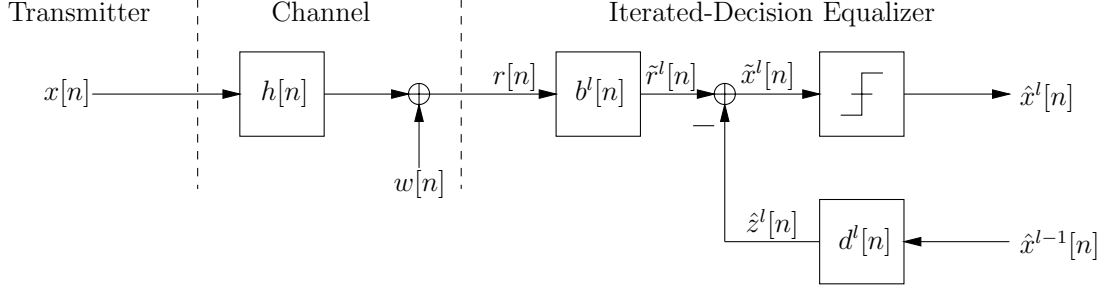 Transmitter Channel Iterated-Decision Equalizer
x[n] h[n] r[n] b^l[n] r̃^l[n] x̃^l[n] x̂^l[n]
−
w[n]
ẑ^l[n] d^l[n] x̂^{l−1}[n]